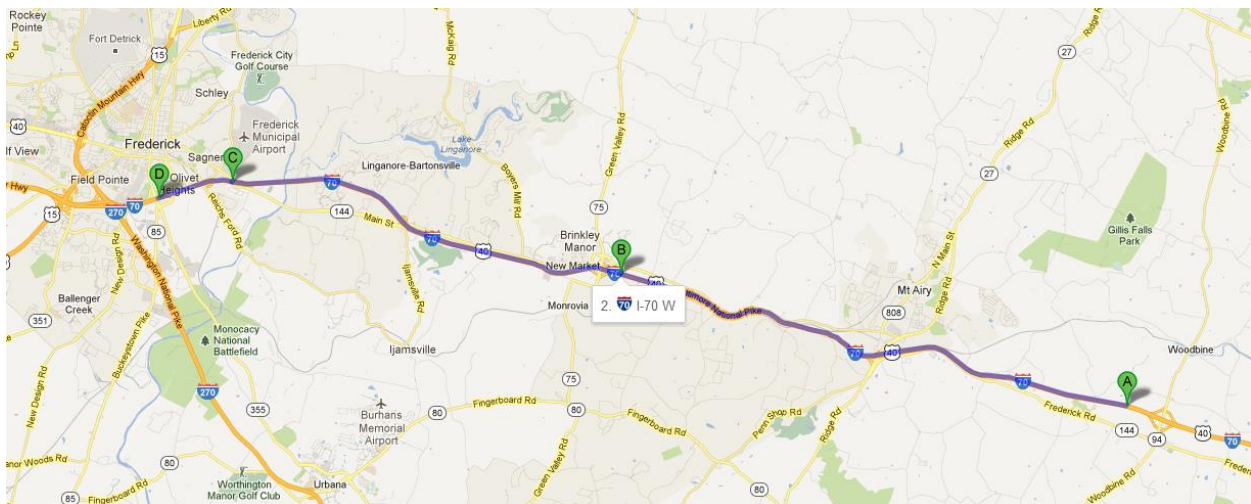 Rocky
Pointe
Liberty Rd
Fort Detrick
15
Catoctin Mountain Hwy
Frederick City
Golf Course
McKaig Rd
Ridge Rd
27
Schley
40
Frederick
Municipal
Airport
Frederick
Lake
Linganore
Green Valley Rd
Ridge Rd
Woodbine Rd
lf View
Sagner
C
Linganore-Bartonsville
Boyers Mill Rd
27
D
Olivet
Heights
Field Pointe
70
Hwy
270
70
15
85
Reichs Ford Rd
144
Main St
75
Gillis Falls
Park
70
40
Brinkley
Manor
B
N Main St
New Design Rd
Washington National Pike
New Market
70
40
Ridge Rd
Mt Airy
Ballenger
Creek
Ijamsville Rd
Monrovia
2. 70 I-70 W
ltimore National Pike
808
351
Buckeystown Pike
Monocacy
National
Battlefield
Ijamsville
70
40
Woodbine
75
70
A
New Design Rd
270
355
Burhans
Memorial
Airport
80
Fingerboard Rd
80
Fingerboard Rd
Penn Shop Rd
Ridge Rd
Frederick Rd
144
94
40
70
anor Woods Rd
80
Green Valley Rd
Frede
85
Fingerboard Rd
Worthington
Manor Golf Club
Urbana
80
Woodbine Rd